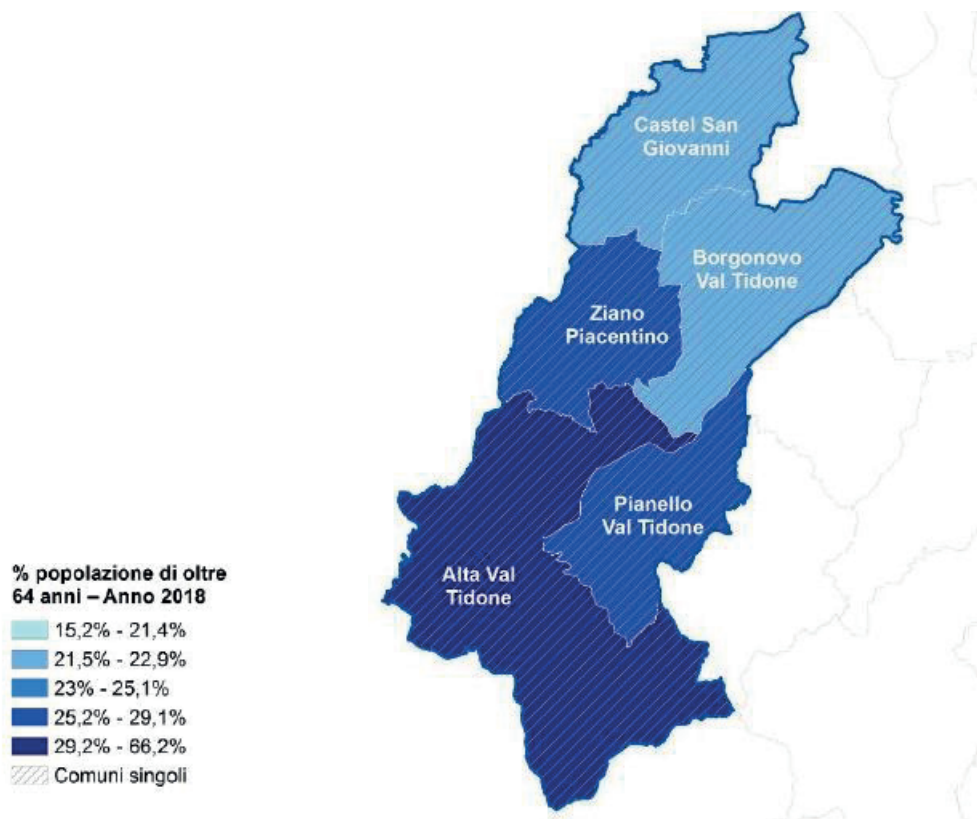 Castel San
Giovanni
Borgonovo
Val Tidone
Ziano
Piacentino
Pianello
Val Tidone
Alta Val
Tidone
% popolazione di oltre
64 anni – Anno 2018
15,2% - 21,4%
21,5% - 22,9%
23% - 25,1%
25,2% - 29,1%
29,2% - 66,2%
Comuni singoli